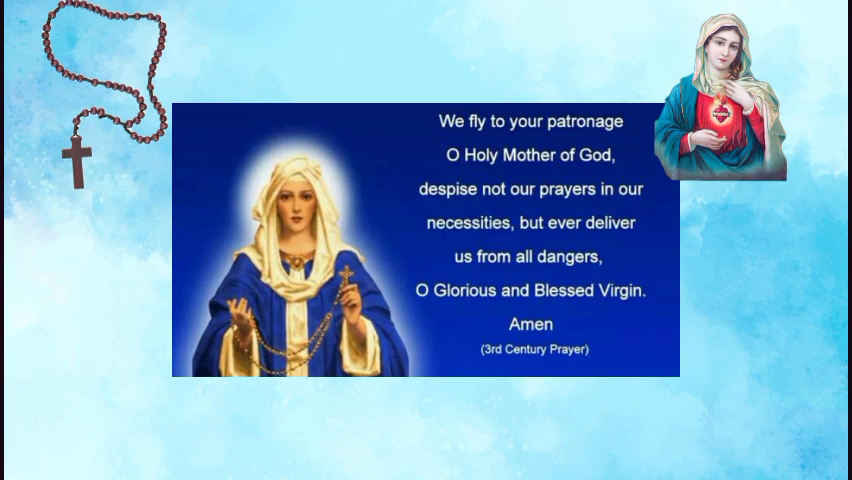 We fly to your patronage
O Holy Mother of God,
despise not our prayers in our
necessities, but ever deliver
us from all dangers,
O Glorious and Blessed Virgin.
Amen
(3rd Century Prayer)